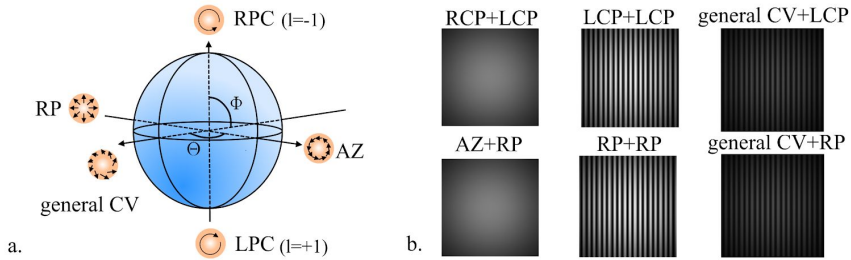 RPC (l=-1)
RP
Φ
Θ
AZ
general CV
LPC (l=+1)
a.
RCP+LCP
LCP+LCP
general CV+LCP
AZ+RP
RP+RP
general CV+RP
b.